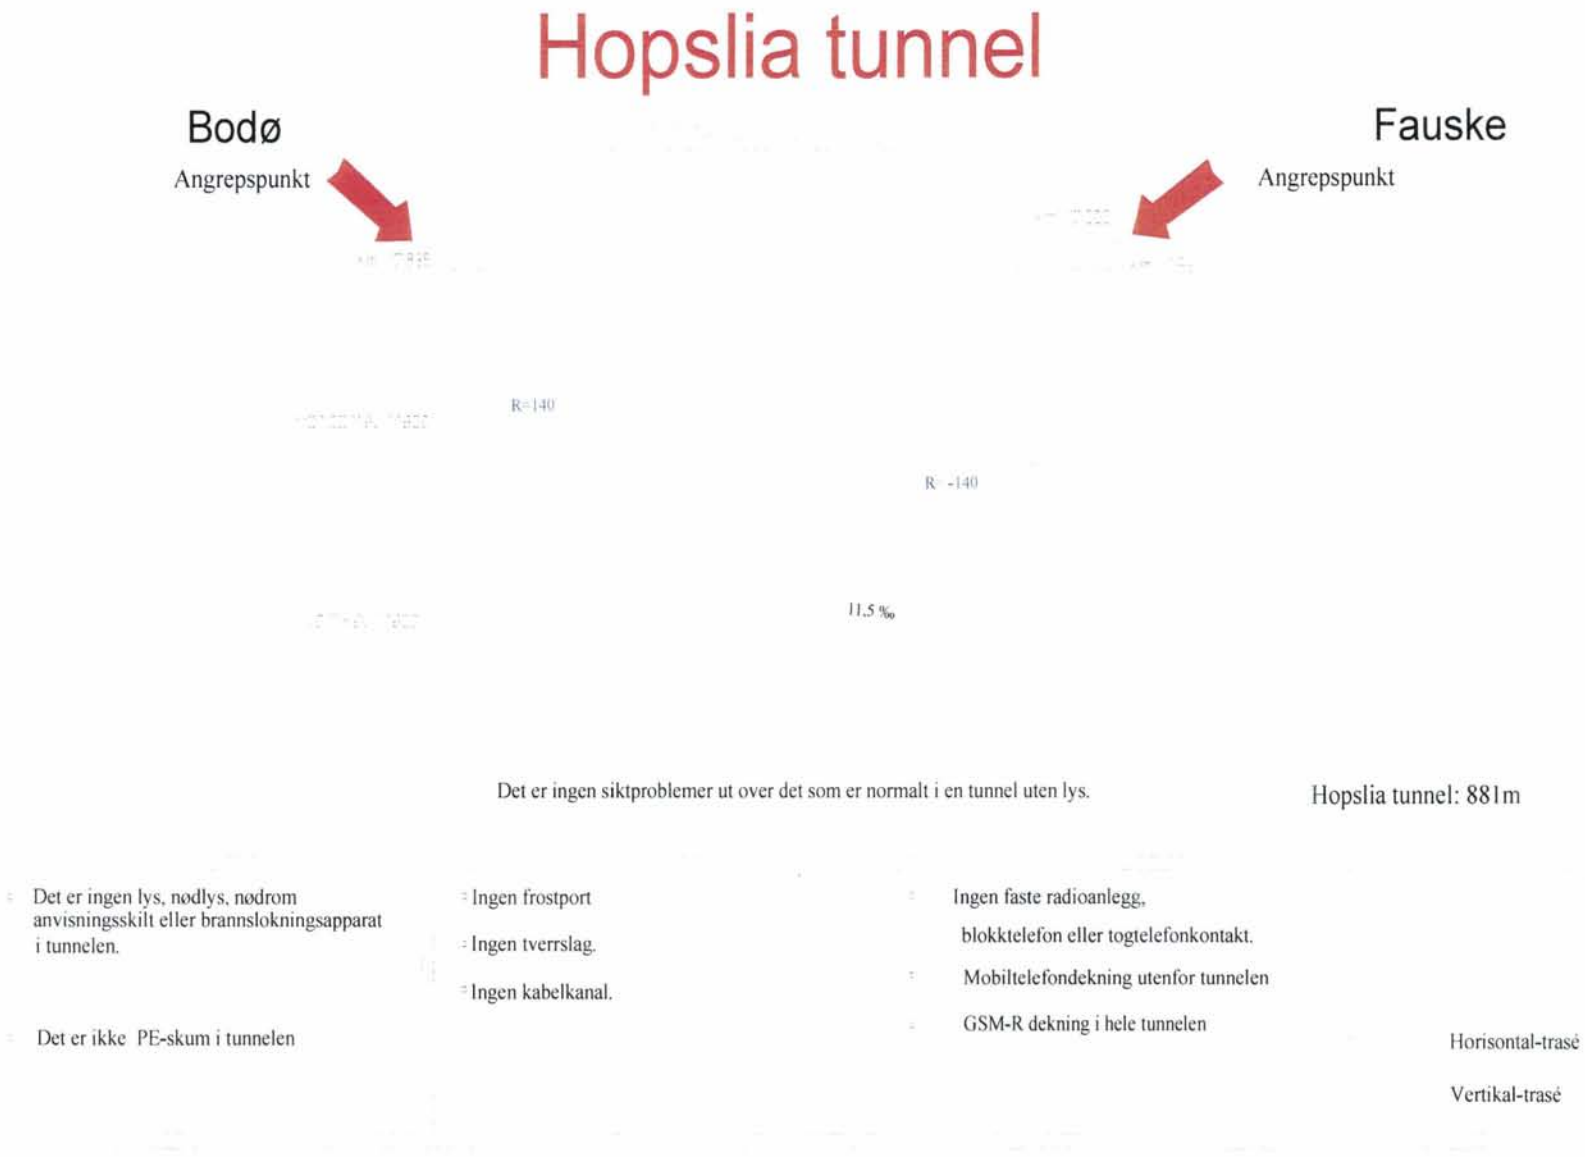 Hopslia tunnel
Bodø
Fauske
Angrepspunkt
Angrepspunkt
R=140
R= -140
11.5 ‰
Det er ingen siktproblemer ut over det som er normalt i en tunnel uten lys.
Hopslia tunnel: 881m
Det er ingen lys, nødlys, nødrom
anvisningsskilt eller brannslokningsapparat
i tunnelen.
Det er ikke PE-skum i tunnelen
Ingen frostport
Ingen tverrslag.
Ingen kabelkanal.
Ingen faste radioanlegg,
blokktelefon eller togtelefonkontakt.
Mobiltelefondekning utenfor tunnelen
GSM-R dekning i hele tunnelen
Horisontal-trasé
Vertikal-trasé